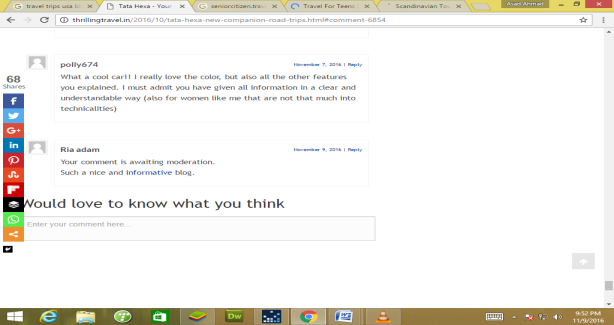 travel trips usa
Tata Hexa - Your
seniorcitizen.trav
Travel For Teens
Scandinavian Tou
Asad Ahmad
thrillingtravel.in/2016/10/tata-hexa-new-companion-road-trips.html#comment-6854
polly674
November 7, 2016 | Reply
What a cool car!! I really love the color, but also all the other features
you explained. I must admit you have given all information in a clear and
understandable way (also for women like me that are not that much into
technicalities)
68
Shares
Ria adam
November 9, 2016 | Reply
Your comment is awaiting moderation.
Such a nice and informative blog.
Would love to know what you think
Enter your comment here...
9:52 PM
11/9/2016